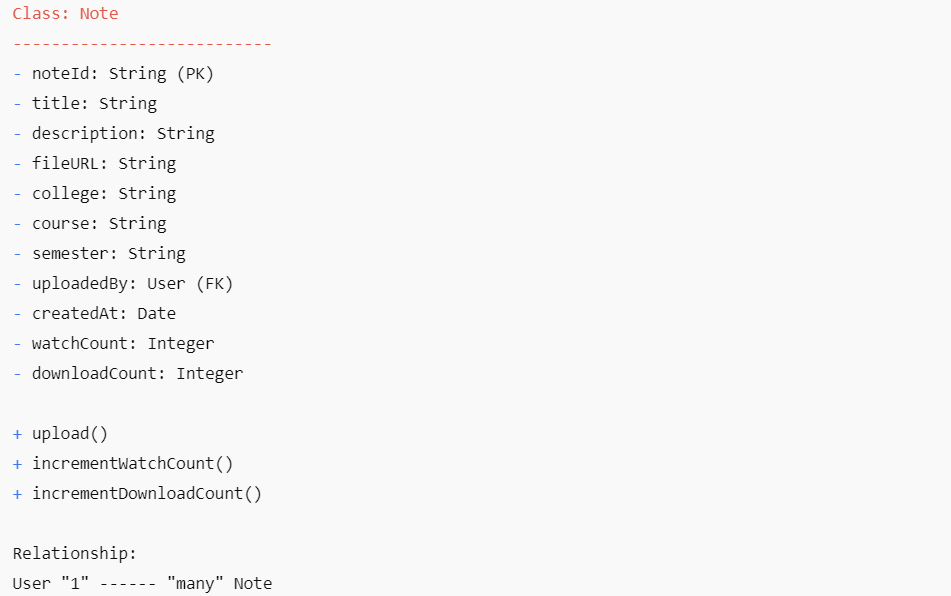 Class: Note
---------------------------
- noteId: String (PK)
- title: String
- description: String
- fileURL: String
- college: String
- course: String
- semester: String
- uploadedBy: User (FK)
- createdAt: Date
- watchCount: Integer
- downloadCount: Integer
+ upload()
+ incrementWatchCount()
+ incrementDownloadCount()
Relationship:
User "1" ------ "many" Note